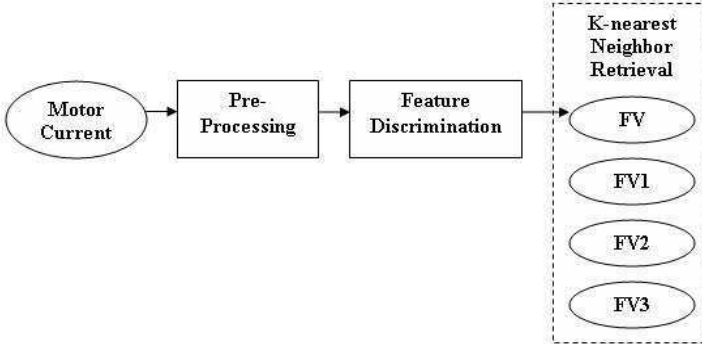 Motor
Current
Pre-
Processing
Feature
Discrimination
K-nearest
Neighbor
Retrieval
FV
FV1
FV2
FV3